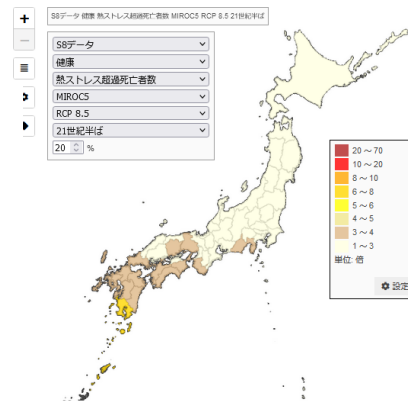 S8データ 健康 熱ストレス超過死亡者数 MIROC5 RCP 8.5 21世紀半ば
S8データ
健康
熱ストレス超過死亡者数
MIROC5
RCP 8.5
21世紀半ば
20 %
20 ～ 70
10 ～ 20
8 ～ 10
6 ～ 8
5 ～ 6
4 ～ 5
3 ～ 4
1 ～ 3
単位: 倍
設定